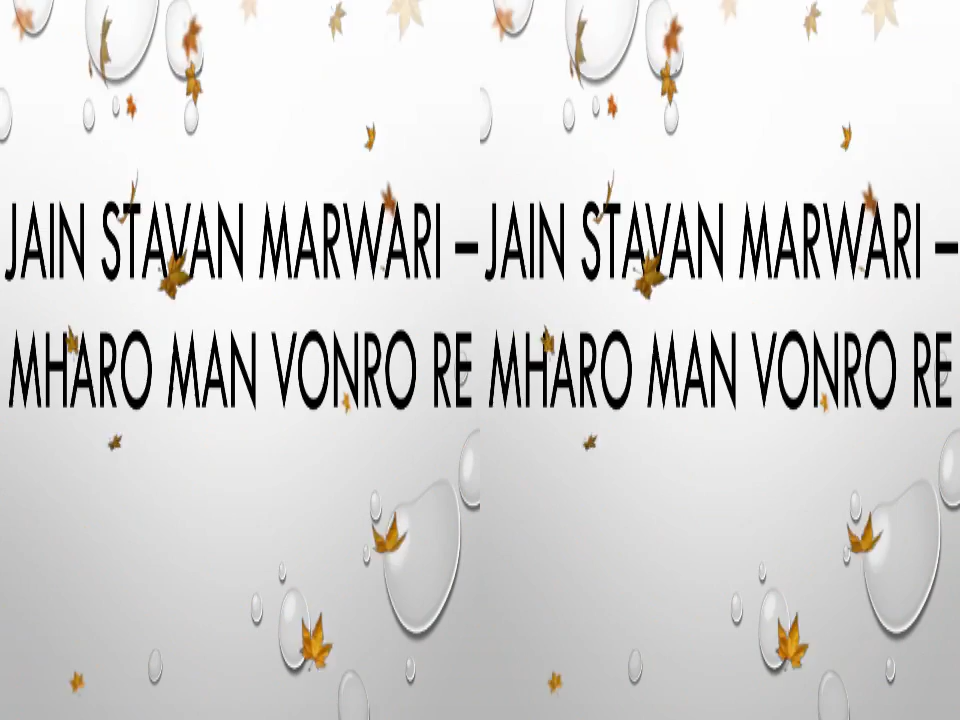 JAIN STAVAN MARWARI – JAIN STAVAN MARWARI –
MHARO MAN VONRO RE MHARO MAN VONRO RE